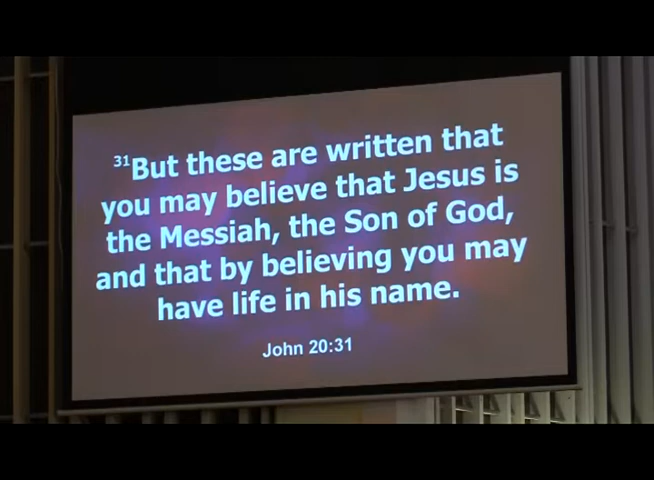 ³¹But these are written that
you may believe that Jesus is
the Messiah, the Son of God,
and that by believing you may
have life in his name.
John 20:31